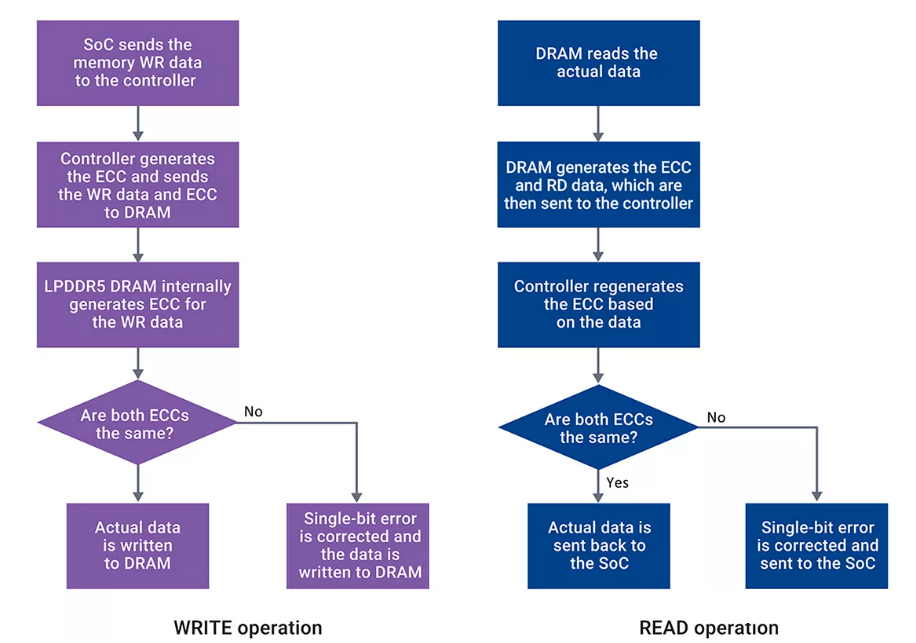 SoC sends the
memory WR data
to the controller
Controller generates
the ECC and sends
the WR data and ECC
to DRAM
LPDDR5 DRAM internally
generates ECC for
the WR data
Are both ECCs
the same?
No
Actual data
is written
to DRAM
Single-bit error
is corrected and
the data is
written to DRAM
WRITE operation
DRAM reads the
actual data
DRAM generates the ECC
and RD data, which are
then sent to the controller
Controller regenerates
the ECC based
on the data
Are both ECCs
the same?
No
Yes
Actual data is
sent back to
the SoC
Single-bit error
is corrected and
sent to the SoC
READ operation